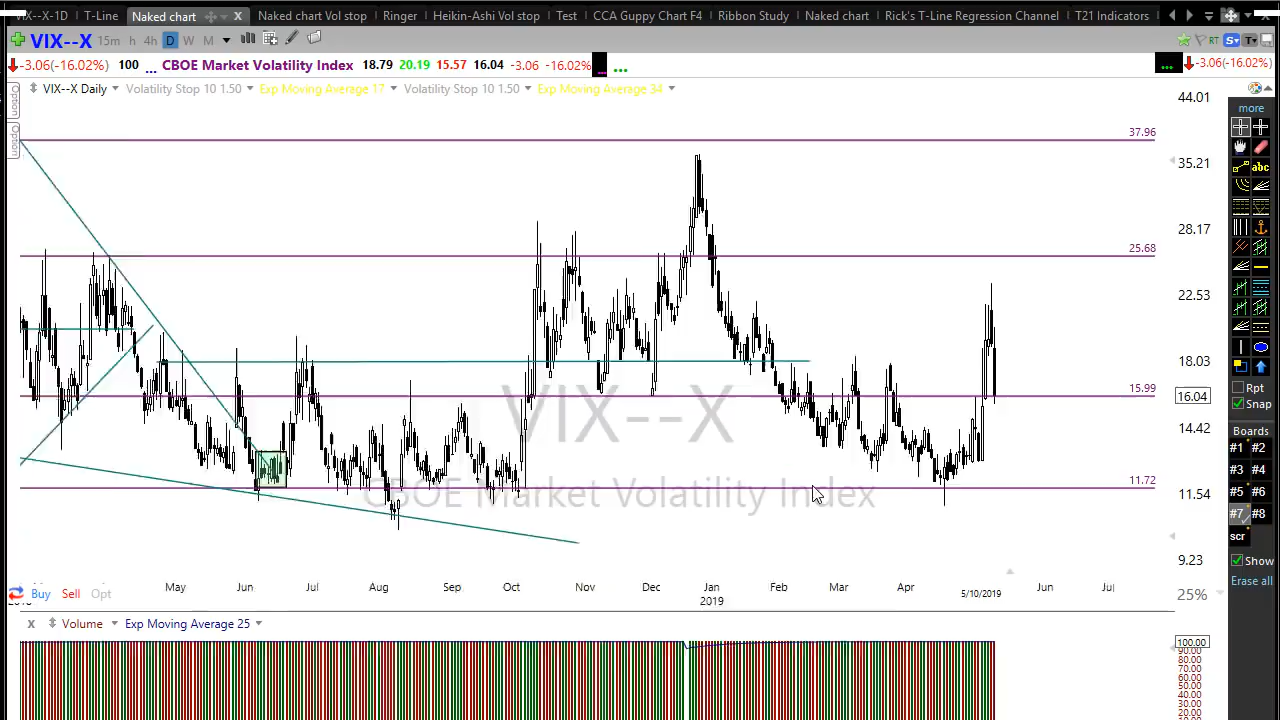 VIX--X-1D T-Line Naked chart X Naked chart Vol stop Ringer Heikin-Ashi Vol stop Test CCA Guppy Chart F4 Ribbon Study Naked chart Rick's T-Line Regression Channel T21 Indicators
VIX--X 15m h 4h D W M RT S T
-3.06(-16.02%) 100 ... CBOE Market Volatility Index 18.79 20.19 15.57 16.04 -3.06 -16.02% ... ... ... -3.06(-16.02%)
VIX--X Daily Volatility Stop 10 1.50 Exp Moving Average 17 Volatility Stop 10 1.50 Exp Moving Average 34
Option
Option
44.01
more
37.96
abc
35.21
28.17
25.68
22.53
18.03
15.99
16.04
Rpt
Snap
VIX--X
14.42
Boards
#1 #2
#3 #4
11.72
CBOE Market Volatility Index
11.54
#5 #6
#7 #8
scr
9.23
Show
May Jun Jul Aug Sep Oct Nov Dec Jan Feb Mar Apr Jun Jul
Erase all
Buy Sell Opt
2019 5/10/2019
25%
X Volume Exp Moving Average 25
100.00
90.00
80.00
70.00
60.00
50.00
40.00
30.00
20.00